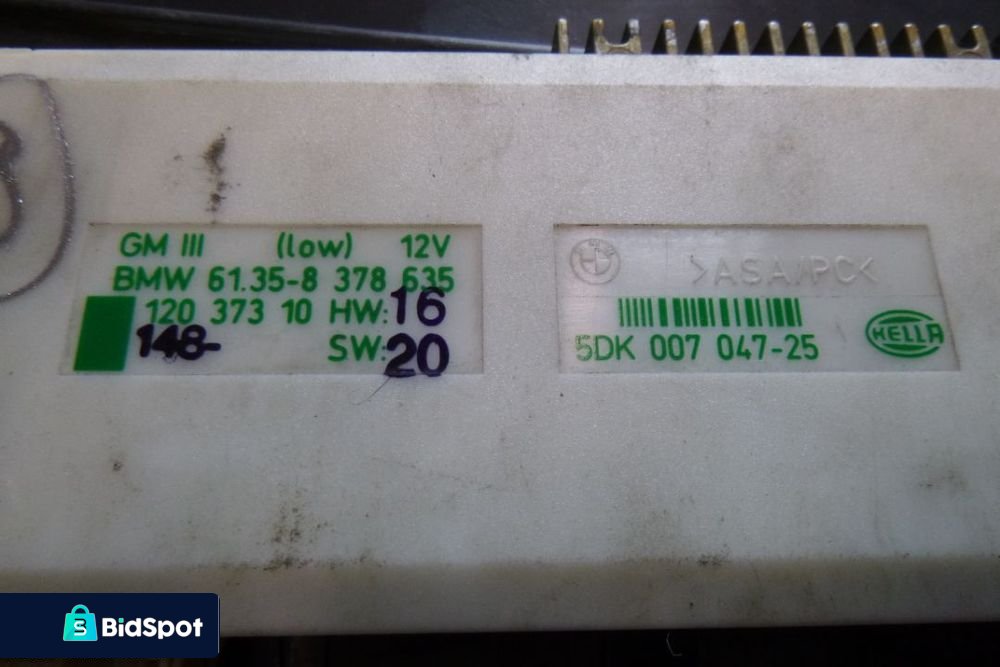 GM III (low) 12V
BMW 61.35-8 378 635
120 373 10 HW: 16
148-
SW: 20
>ASA/PC<
5DK 007 047-25
HELLA
BidSpot